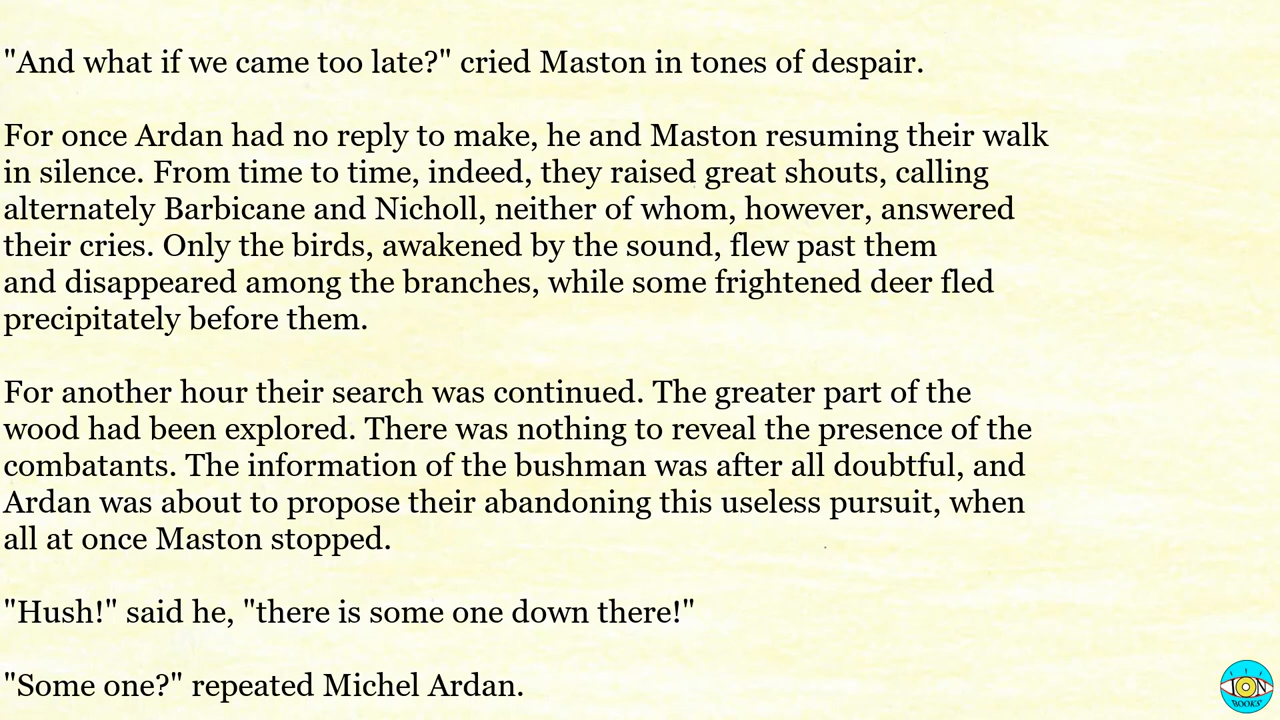 "And what if we came too late?" cried Maston in tones of despair.
For once Ardan had no reply to make, he and Maston resuming their walk
in silence. From time to time, indeed, they raised great shouts, calling
alternately Barbicane and Nicholl, neither of whom, however, answered
their cries. Only the birds, awakened by the sound, flew past them
and disappeared among the branches, while some frightened deer fled
precipitately before them.
For another hour their search was continued. The greater part of the
wood had been explored. There was nothing to reveal the presence of the
combatants. The information of the bushman was after all doubtful, and
Ardan was about to propose their abandoning this useless pursuit, when
all at once Maston stopped.
"Hush!" said he, "there is some one down there!"
"Some one?" repeated Michel Ardan.
ION
BOOKS